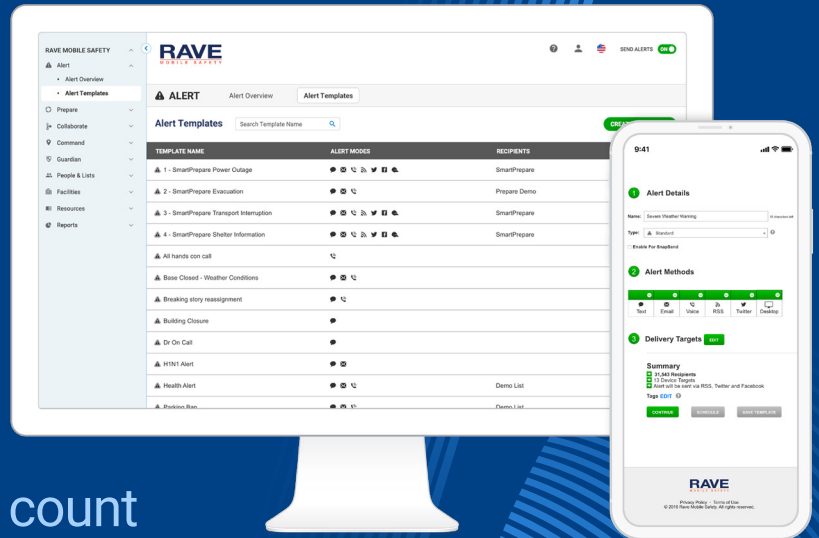 RAVE MOBILE SAFETY
Alert
Alert Overview
Alert Templates
Prepare
Collaborate
Command
Guardian
People & Lists
Facilities
Resources
Reports
RAVE
MOBILE SAFETY
SEND ALERTS ON
ALERT Alert Overview Alert Templates
Alert Templates Search Template Name
TEMPLATE NAME ALERT MODES RECIPIENTS
1 - SmartPrepare Power Outage SmartPrepare
2 - SmartPrepare Evacuation Prepare Demo
3 - SmartPrepare Transport Interruption SmartPrepare
4 - SmartPrepare Shelter Information SmartPrepare
All hands con call
Base Closed - Weather Conditions
Breaking story reassignment
Building Closure
Dr On Call
H1N1 Alert
Health Alert Demo List
Parking Ban Demo List
9:41
1 Alert Details
Name: Severe Weather Warning
Type: Standard
Enable For SnapSend
2 Alert Methods
Text Email Voice RSS Twitter Desktop
3 Delivery Targets EDIT
Summary
31,543 Recipients
13 Device Targets
Alert will be sent via RSS, Twitter and Facebook
Tags EDIT
CONTINUE SCHEDULE SAVE TEMPLATE
RAVE
MOBILE SAFETY
Privacy Policy - Terms of Use
Rave Mobile Safety. All rights reserved.
count